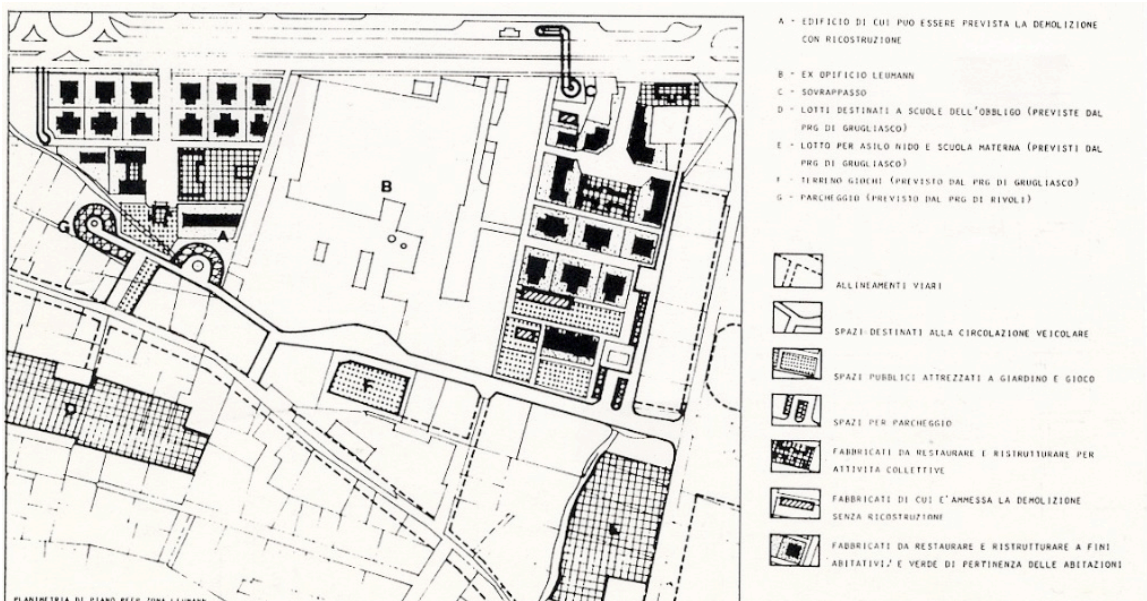 A - EDIFICIO DI CUI PUO ESSERE PREVISTA LA DEMOLIZIONE
CON RICOSTRUZIONE
B - EX OPIFICIO LEUMANN
C - SOVRAPPASSO
D - LOTTI DESTINATI A SCUOLE DELL'OBBLIGO (PREVISTE DAL
PRG DI GRUGLIASCO)
E - LOTTO PER ASILO NIDO E SCUOLA MATERNA (PREVISTI DAL
PRG DI GRUGLIASCO)
F - TERRENO GIOCHI (PREVISTO DAL PRG DI GRUGLIASCO)
G - PARCHEGGIO (PREVISTO DAL PRG DI RIVOLI)
ALLINEAMENTI VIARI
SPAZI DESTINATI ALLA CIRCOLAZIONE VEICOLARE
SPAZI PUBBLICI ATTREZZATI A GIARDINO E GIOCO
SPAZI PER PARCHEGGIO
FABBRICATI DA RESTAURARE E RISTRUTTURARE PER
ATTIVITA COLLETTIVE
FABBRICATI DI CUI E'AMMESSA LA DEMOLIZIONE
SENZA RICOSTRUZIONE
FABBRICATI DA RESTAURARE E RISTRUTTURARE A FINI
ABITATIVI/ E VERDE DI PERTINENZA DELLE ABITAZIONI
C
B
G
A
F
D
E
PLANIMETRIA DI PIANO PEEP ZONA LEUMANN